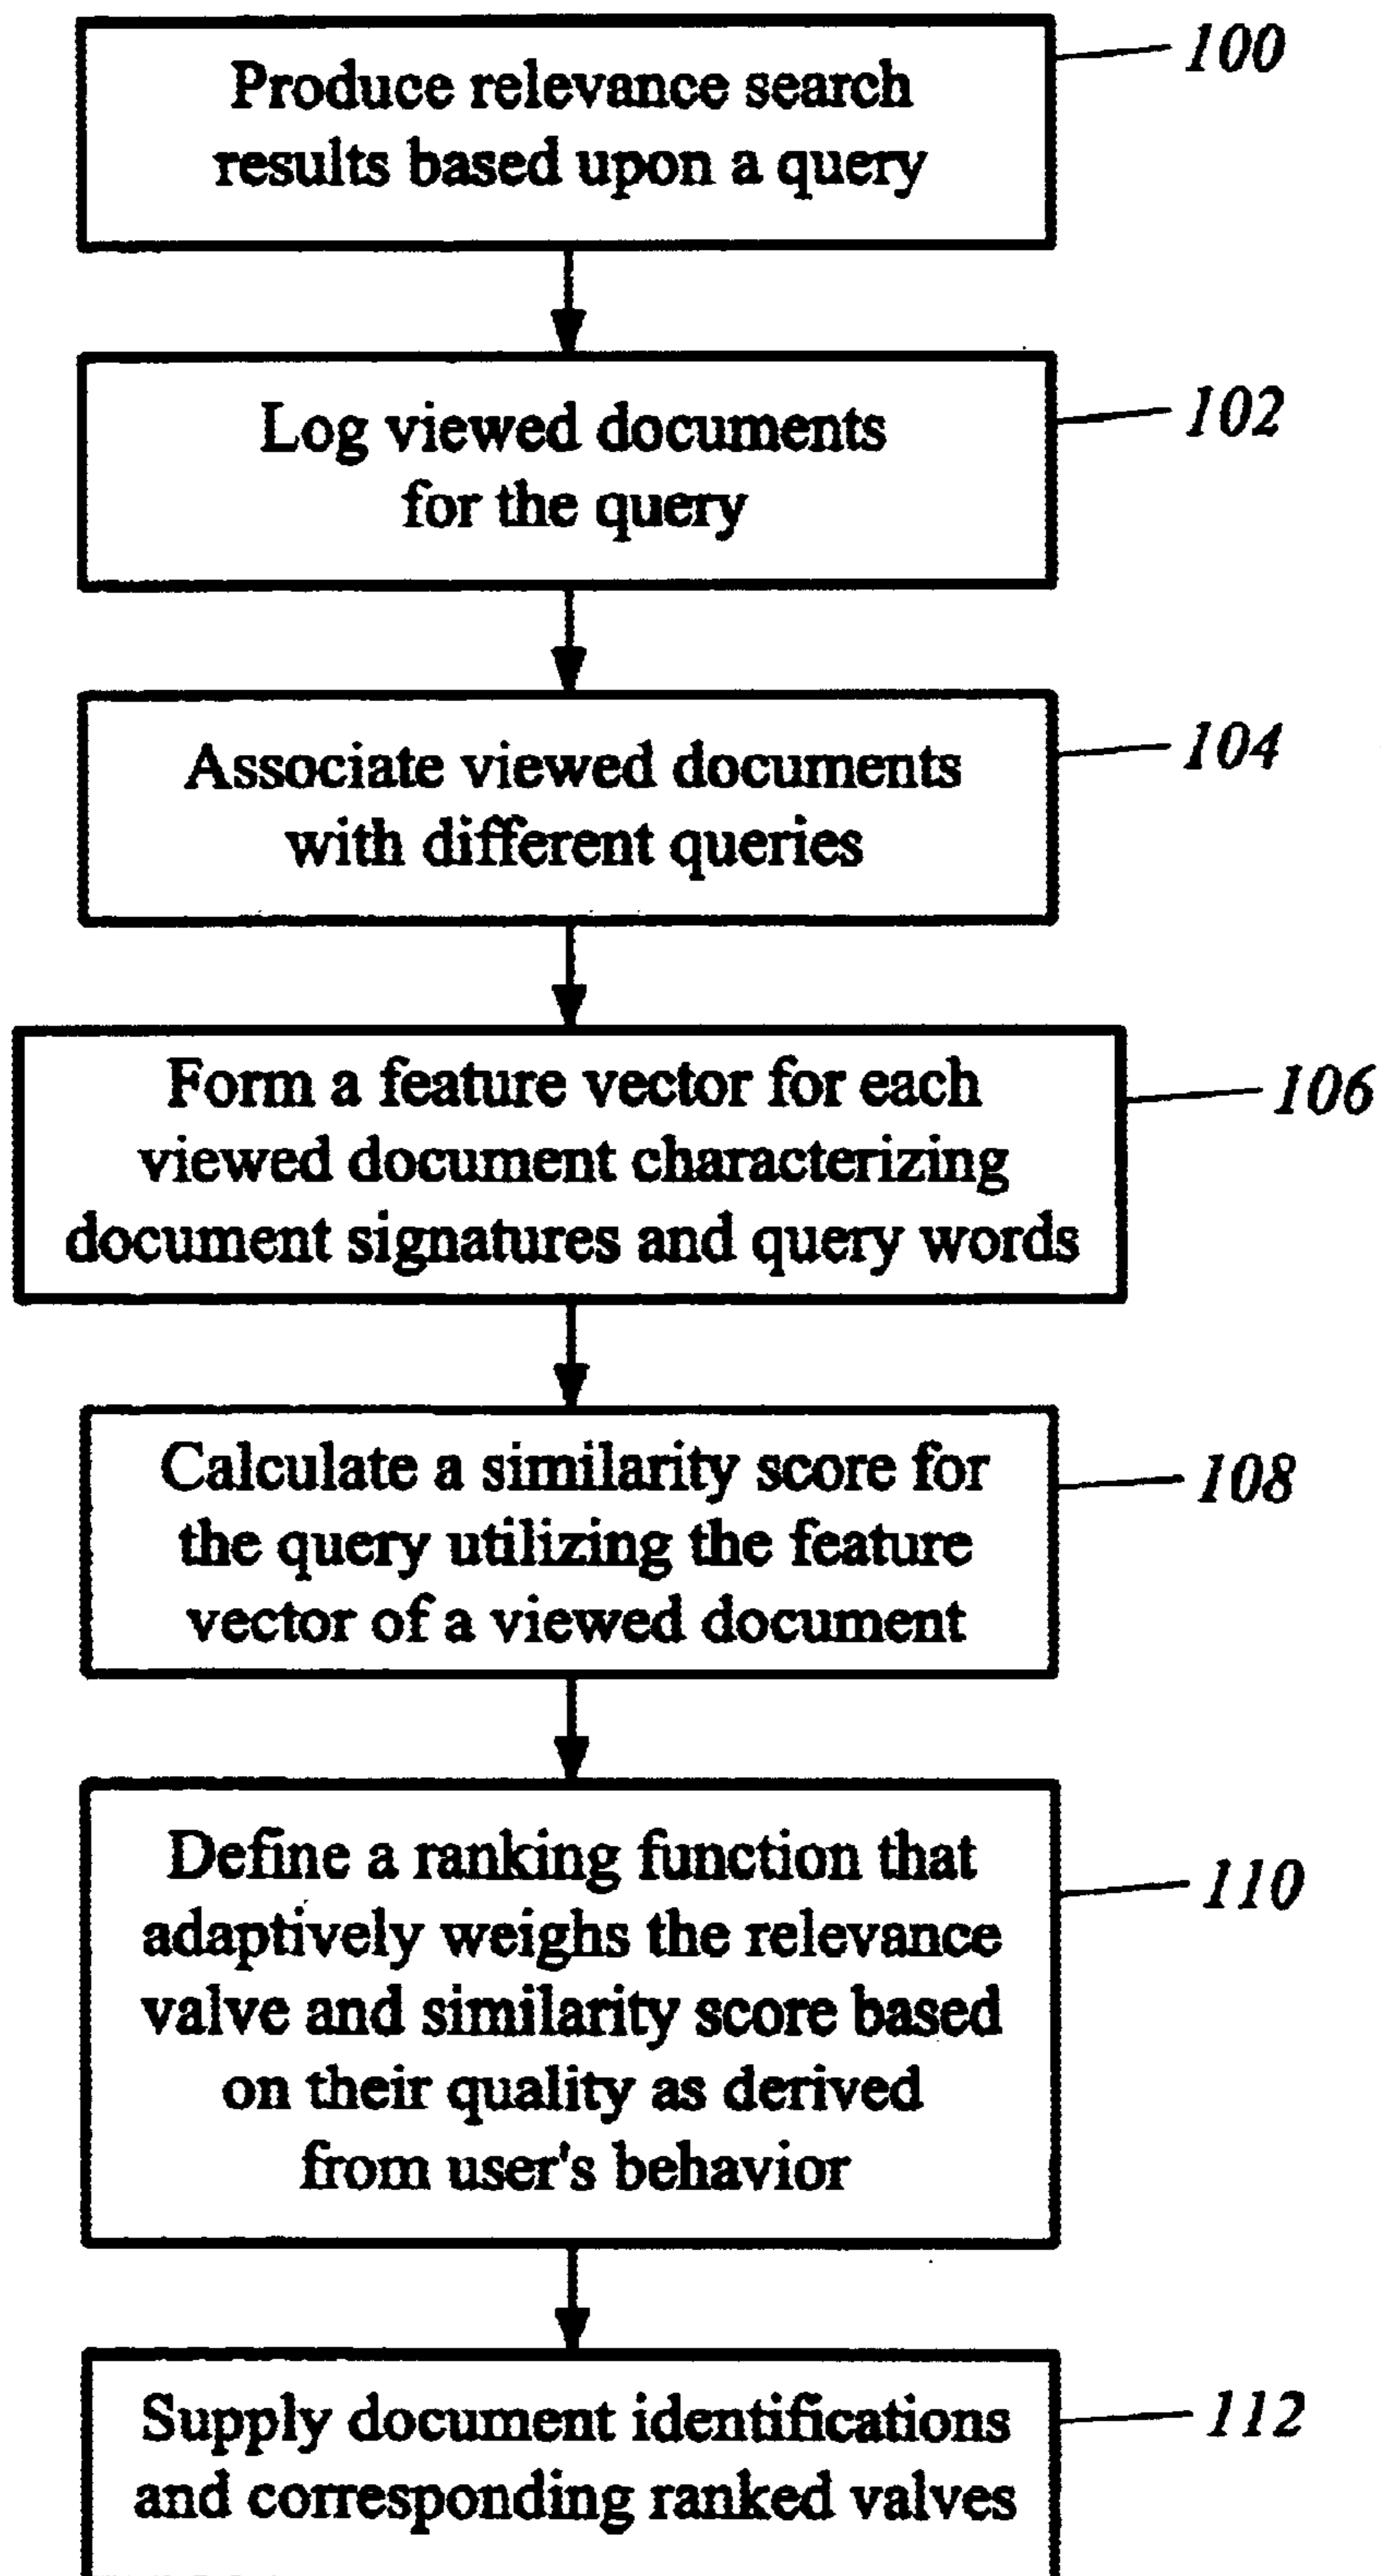 Produce relevance search
results based upon a query
100
Log viewed documents
for the query
102
Associate viewed documents
with different queries
104
Form a feature vector for each
viewed document characterizing
document signatures and query words
106
Calculate a similarity score for
the query utilizing the feature
vector of a viewed document
108
Define a ranking function that
adaptively weighs the relevance
valve and similarity score based
on their quality as derived
from user's behavior
110
Supply document identifications
and corresponding ranked valves
112